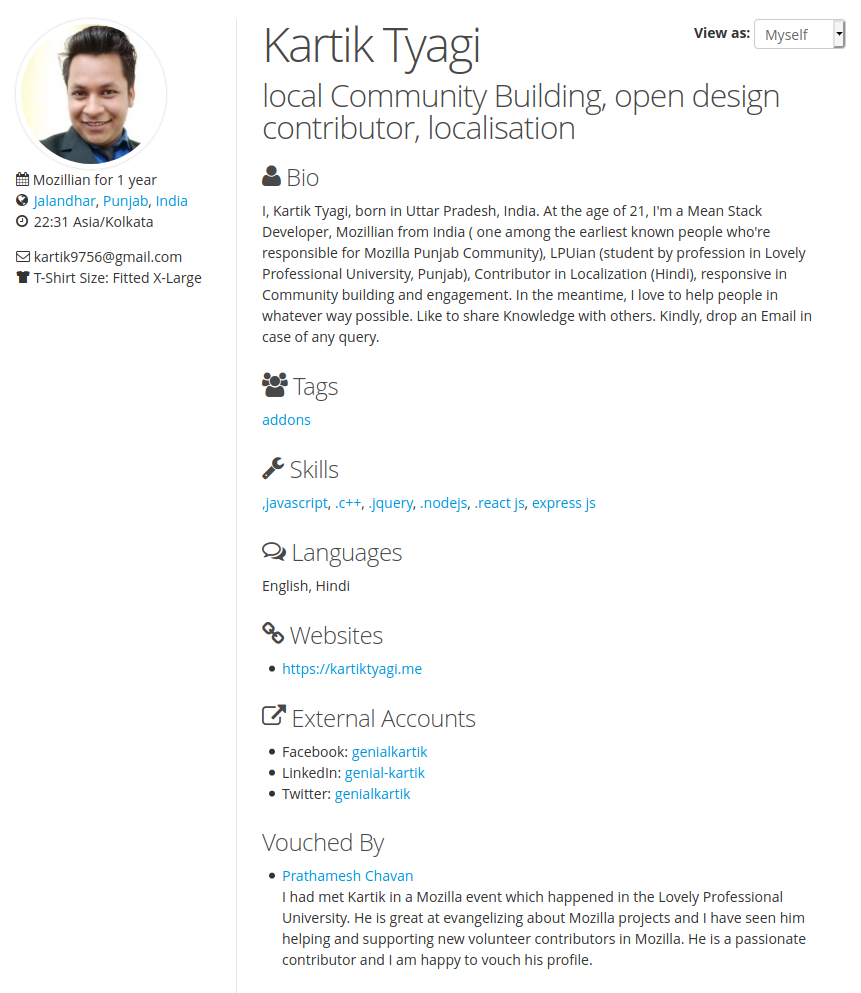 Kartik Tyagi
View as: Myself
local Community Building, open design
contributor, localisation
Mozillian for 1 year
Jalandhar, Punjab, India
22:31 Asia/Kolkata
kartik9756@gmail.com
T-Shirt Size: Fitted X-Large
Bio
I, Kartik Tyagi, born in Uttar Pradesh, India. At the age of 21, I'm a Mean Stack
Developer, Mozillian from India ( one among the earliest known people who're
responsible for Mozilla Punjab Community), LPUian (student by profession in Lovely
Professional University, Punjab), Contributor in Localization (Hindi), responsive in
Community building and engagement. In the meantime, I love to help people in
whatever way possible. Like to share Knowledge with others. Kindly, drop an Email in
case of any query.
Tags
addons
Skills
,javascript, .c++, .jquery, .nodejs, .react js, express js
Languages
English, Hindi
Websites
• https://kartiktyagi.me
External Accounts
• Facebook: genialkartik
• LinkedIn: genial-kartik
• Twitter: genialkartik
Vouched By
• Prathamesh Chavan
I had met Kartik in a Mozilla event which happened in the Lovely Professional
University. He is great at evangelizing about Mozilla projects and I have seen him
helping and supporting new volunteer contributors in Mozilla. He is a passionate
contributor and I am happy to vouch his profile.